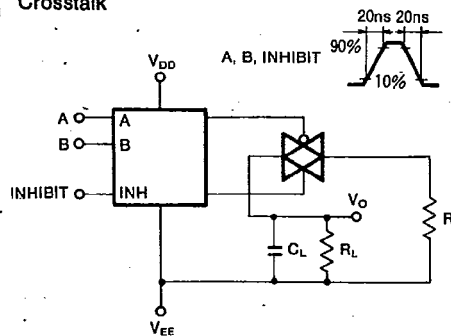 Crosstalk
20ns 20ns
90%
10%
A, B, INHIBIT
VDD
A A
B B
INHIBIT INH
VO
CL RL
R
VEE